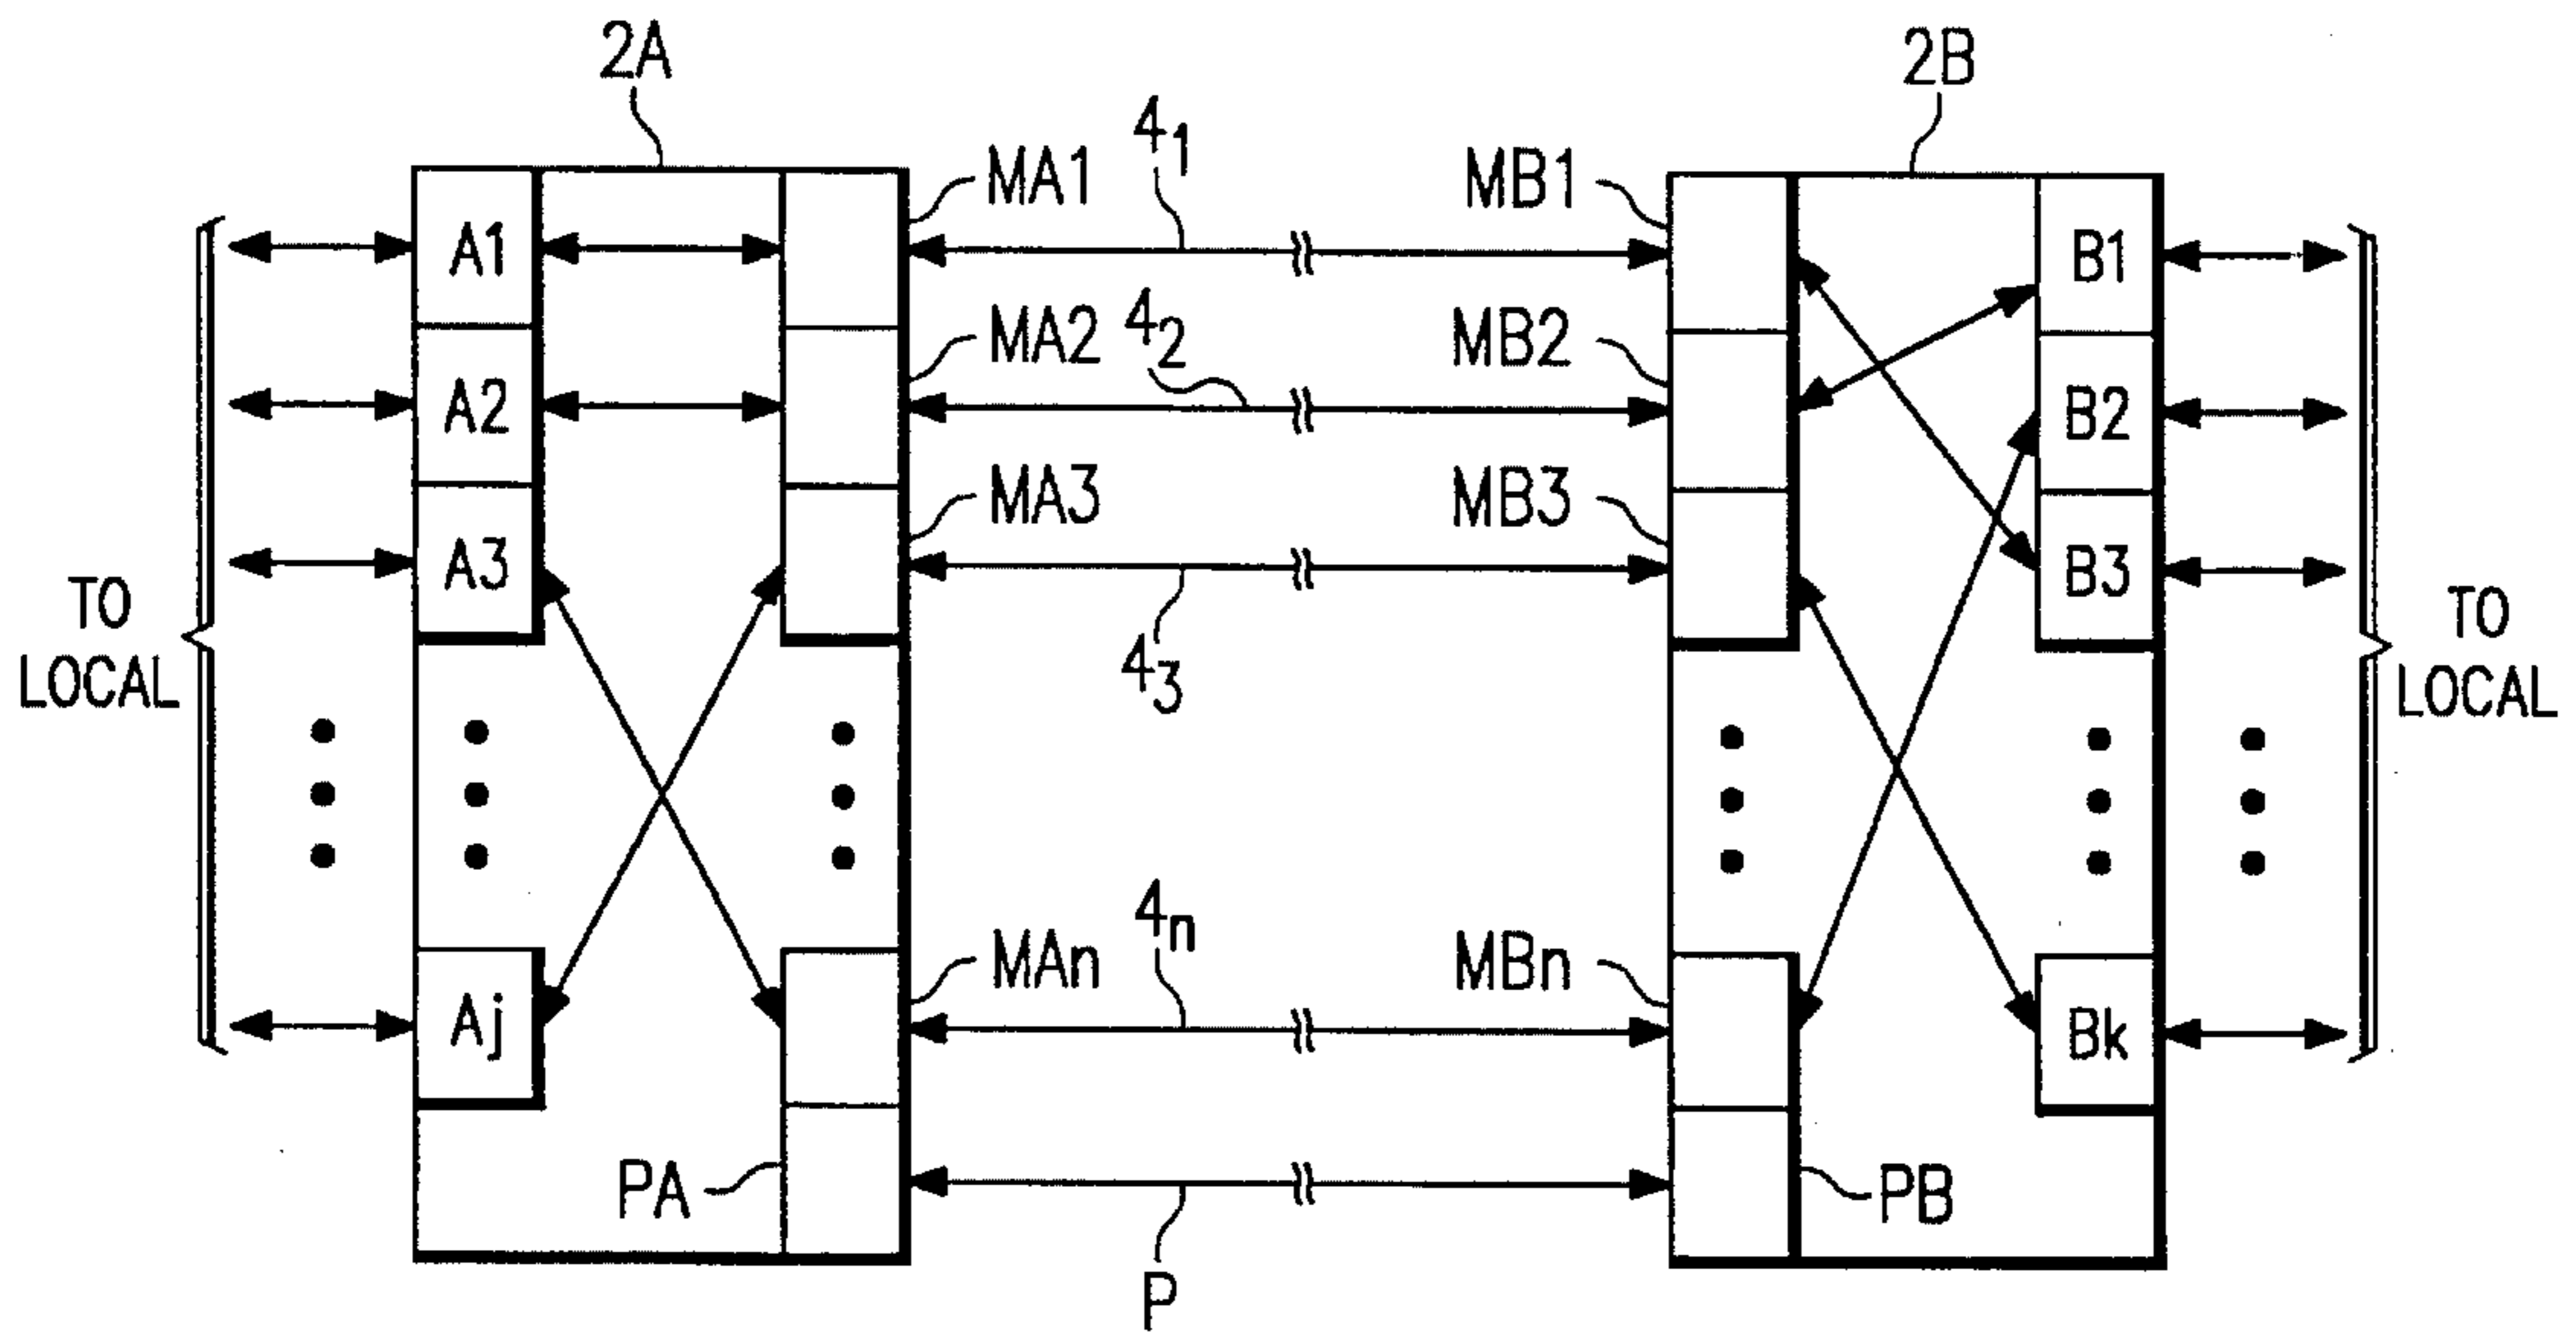 2A
2B
4₁
MA1
MB1
A1
B1
4₂
MA2
MB2
A2
B2
MA3
MB3
A3
B3
TO
LOCAL
TO
LOCAL
4₃
4ₙ
MAn
MBn
Aj
Bk
PA
PB
P